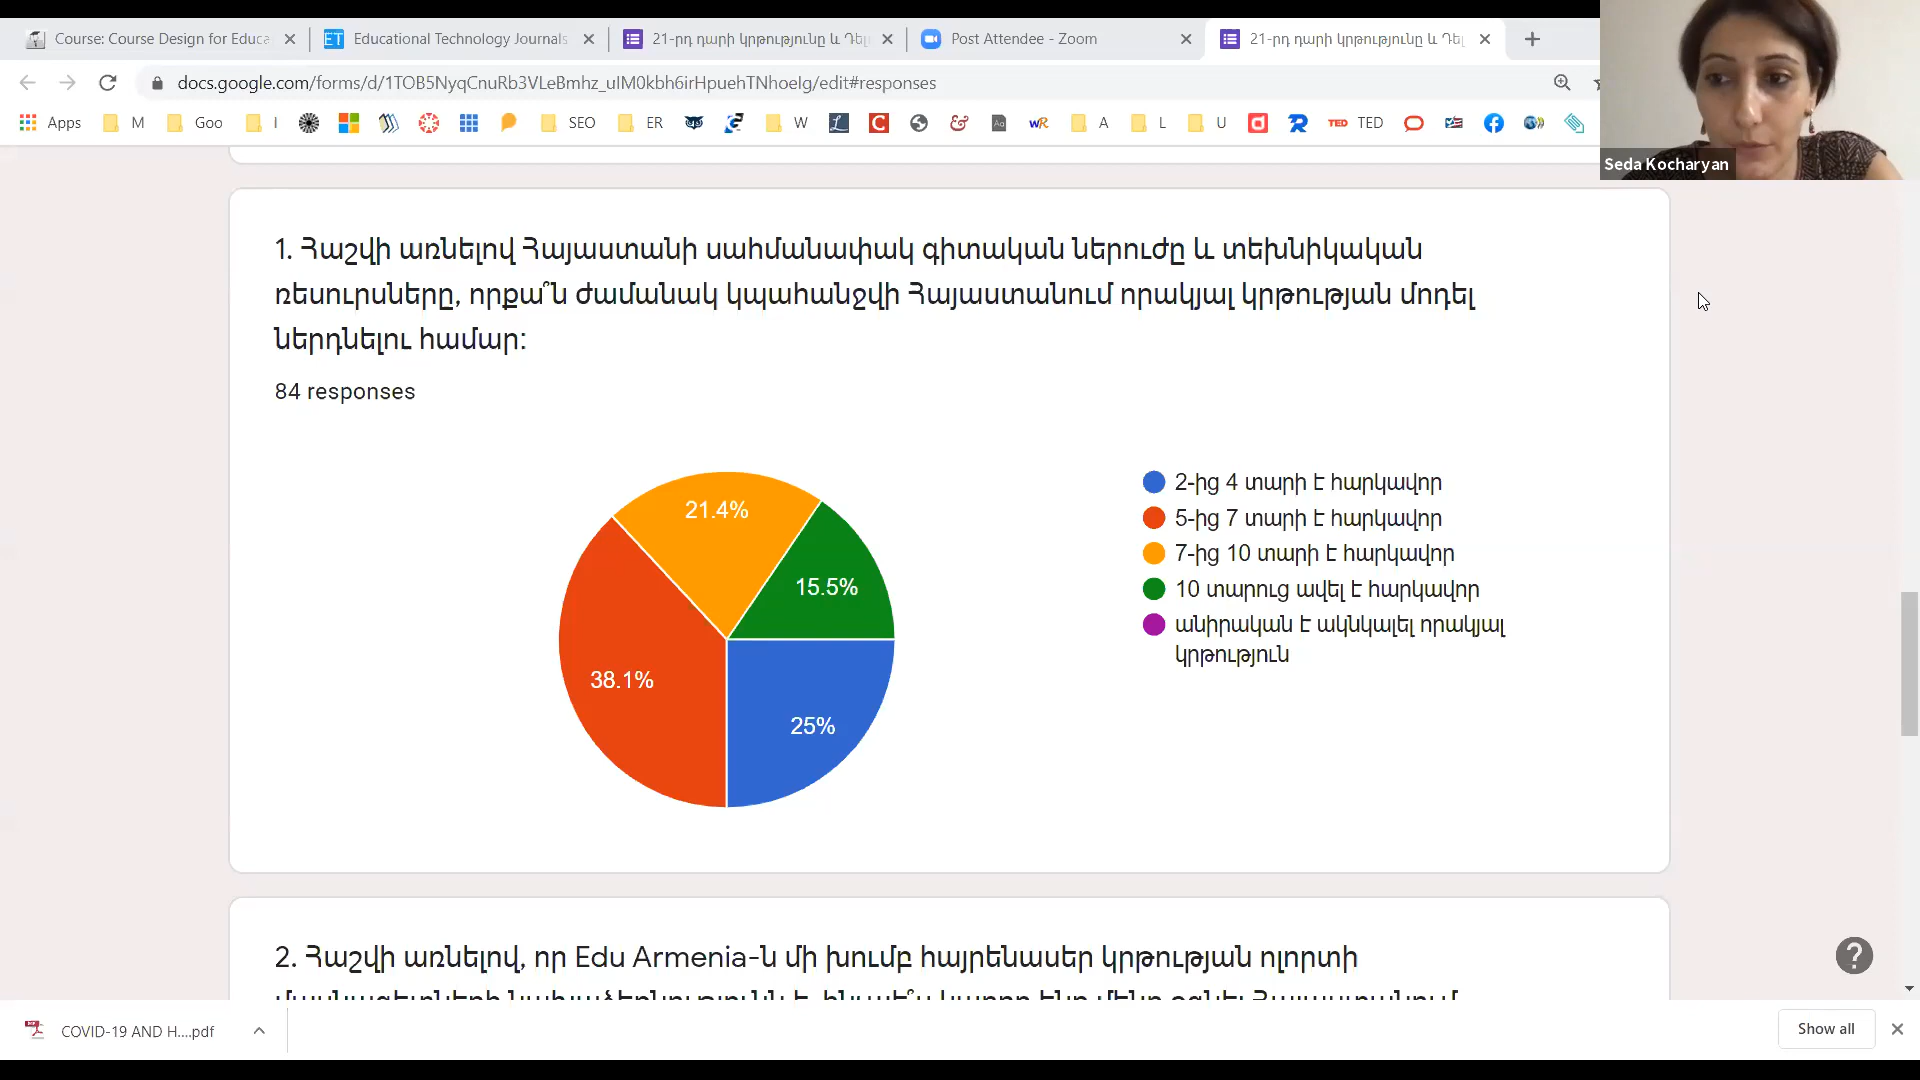 Course: Course Design for Educa
Educational Technology Journals
21-րդ դարի կրթությունը և Դել
Post Attendee - Zoom
21-րդ դարի կրթությունը և Դել
docs.google.com/forms/d/1TOB5NyqCnuRb3VLeBmhz_uIM0kbh6irHpuehTNhoeIg/edit#responses
Apps M Goo I SEO ER W A L U TED TED
Seda Kocharyan
1. Հաշվի առնելով Հայաստանի սահմանափակ գիտական ներուժը և տեխնիկական
ռեսուրսները, որքա՞ն ժամանակ կպահանջվի Հայաստանում որակյալ կրթության մոդել
ներդնելու համար:
84 responses
21.4%
15.5%
38.1%
25%
2-ից 4 տարի է հարկավոր
5-ից 7 տարի է հարկավոր
7-ից 10 տարի է հարկավոր
10 տարուց ավել է հարկավոր
անիրական է ակնկալել որակյալ
կրթություն
2. Հաշվի առնելով, որ Edu Armenia-ն մի խումբ հայրենասեր կրթության ոլորտի
COVID-19 AND H....pdf
Show all